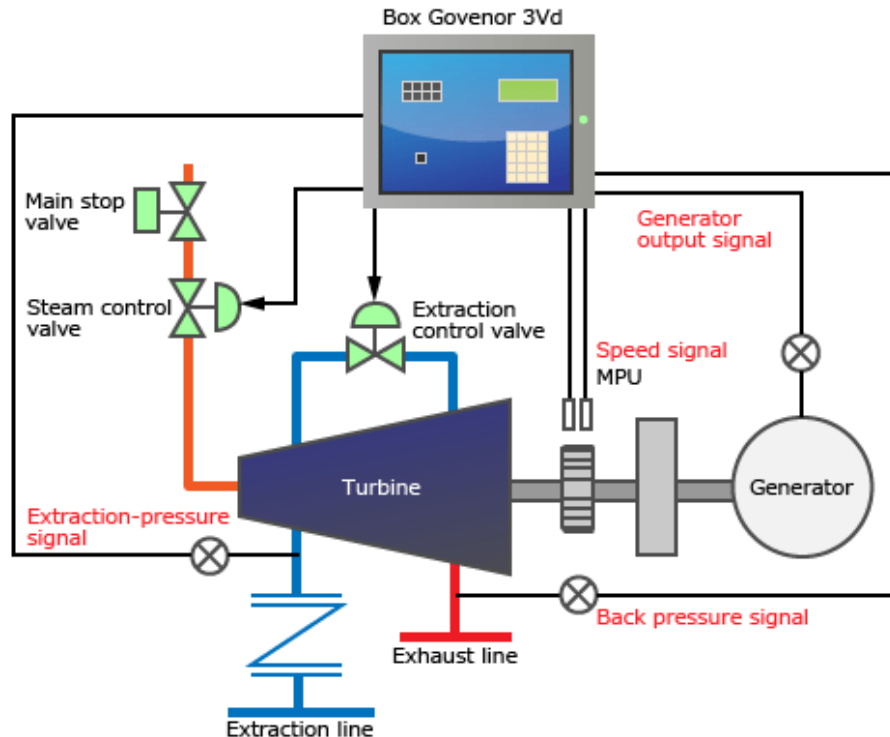 Box Govenor 3Vd
Main stop
valve
Generator
output signal
Steam control
valve
Extraction
control valve
Speed signal
MPU
Turbine
Generator
Extraction-pressure
signal
Back pressure signal
Exhaust line
Extraction line